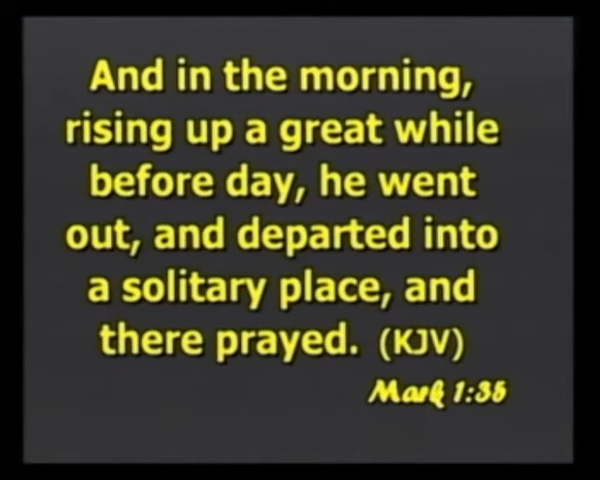 And in the morning,
rising up a great while
before day, he went
out, and departed into
a solitary place, and
there prayed. (KJV)
Mark 1:35